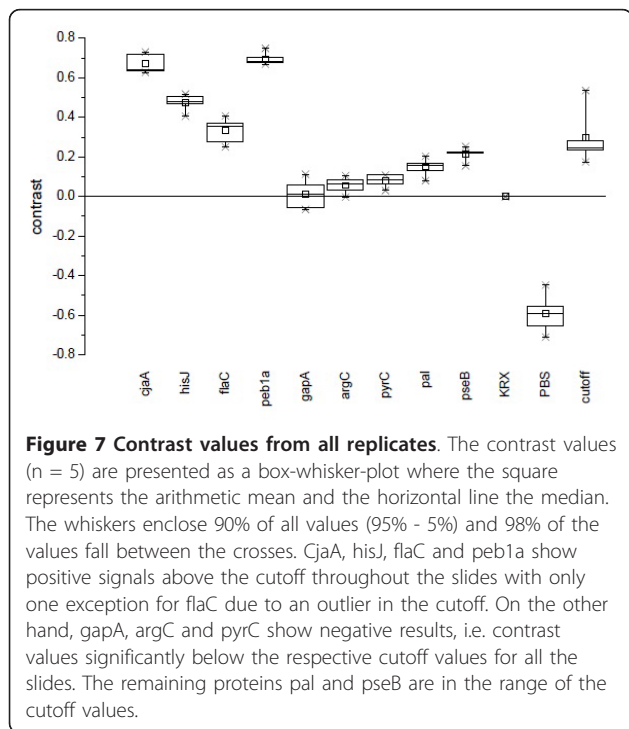 0.8
0.6
0.4
0.2
0.0
-0.2
-0.4
-0.6
-0.8
contrast
cjaA
hisJ
flaC
peb1a
gapA
argC
pyrC
pal
pseB
KRX
PBS
cutoff
Figure 7 Contrast values from all replicates. The contrast values
(n = 5) are presented as a box-whisker-plot where the square
represents the arithmetic mean and the horizontal line the median.
The whiskers enclose 90% of all values (95% - 5%) and 98% of the
values fall between the crosses. CjaA, hisJ, flaC and peb1a show
positive signals above the cutoff throughout the slides with only
one exception for flaC due to an outlier in the cutoff. On the other
hand, gapA, argC and pyrC show negative results, i.e. contrast
values significantly below the respective cutoff values for all the
slides. The remaining proteins pal and pseB are in the range of the
cutoff values.